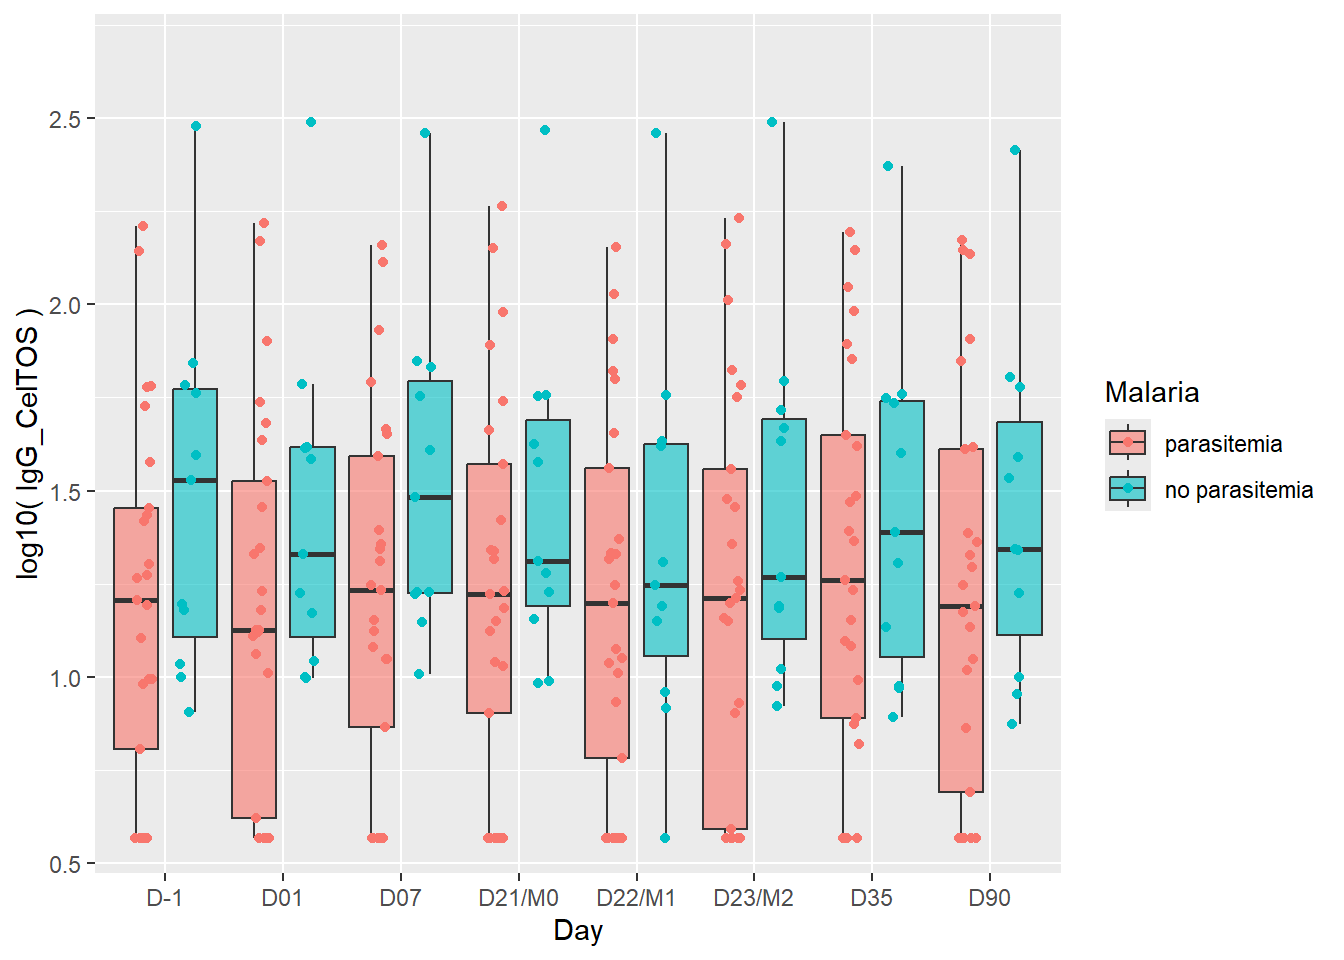 log10( IgG_CelTOS )
2.5
2.0
1.5
1.0
0.5
D-1 D01 D07 D21/M0 D22/M1 D23/M2 D35 D90
Day
Malaria
parasitemia
no parasitemia